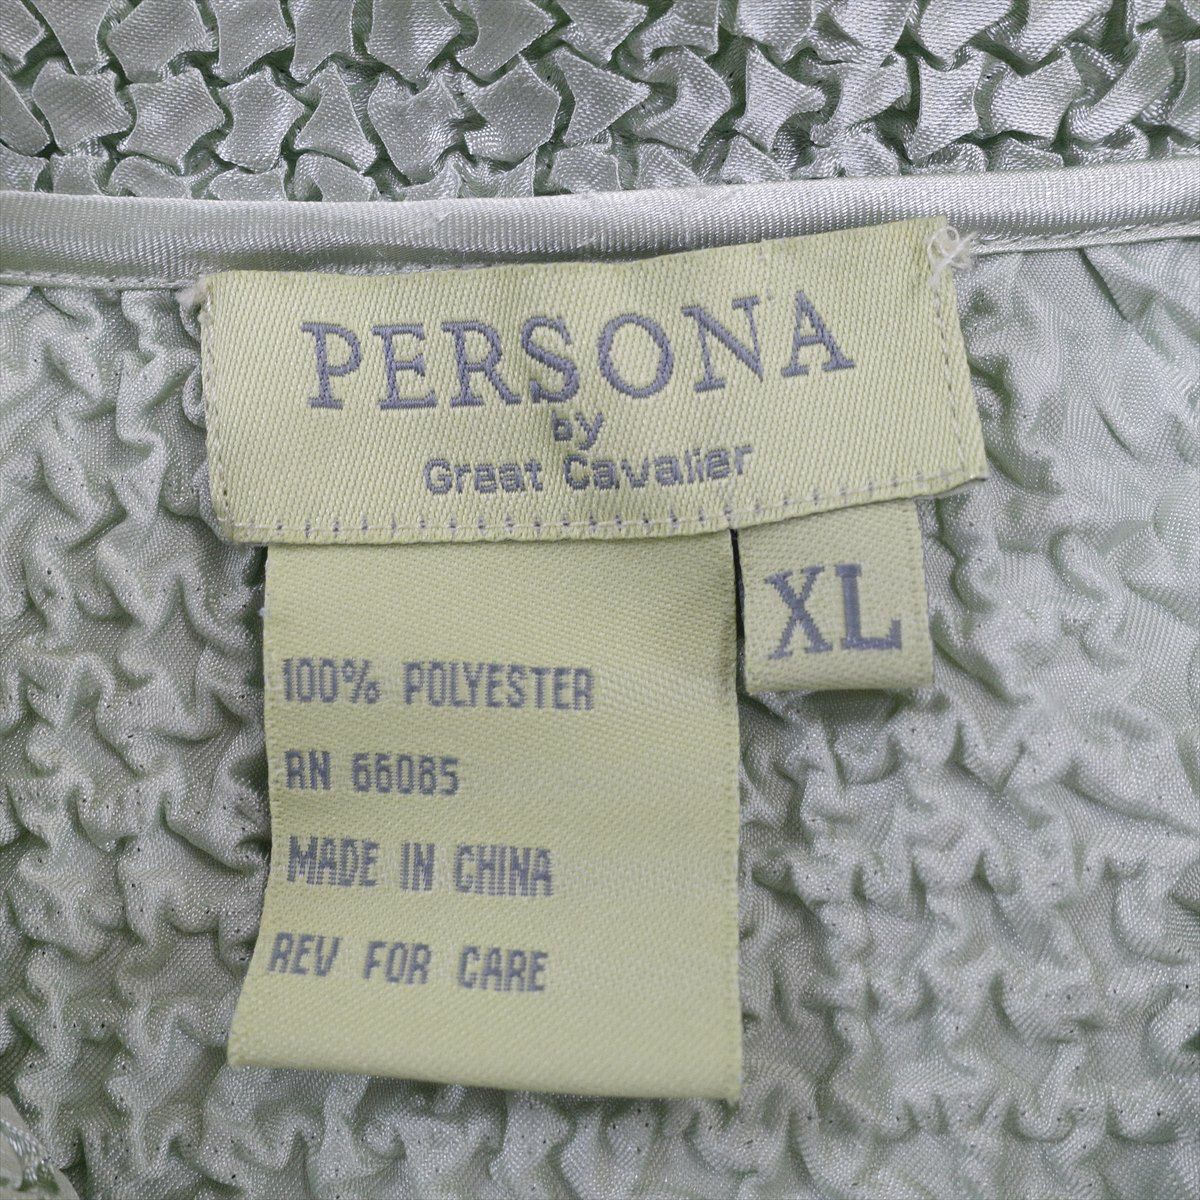 PERSONA
by
Great Cavalier
XL
100% POLYESTER
RN 66085
MADE IN CHINA
REV FOR CARE